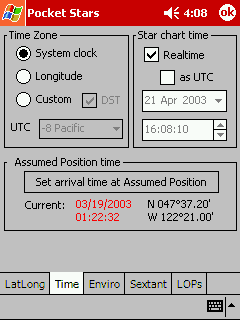 Pocket Stars 4:08 ok
Time Zone
System clock
Longitude
Custom DST
UTC -8 Pacific
Star chart time
Realtime
as UTC
21 Apr 2003
16:08:10
Assumed Position time
Set arrival time at Assumed Position
Current: 03/19/2003 N 047°37.20'
01:22:32 W 122°21.00'
LatLong Time Enviro Sextant LOPs